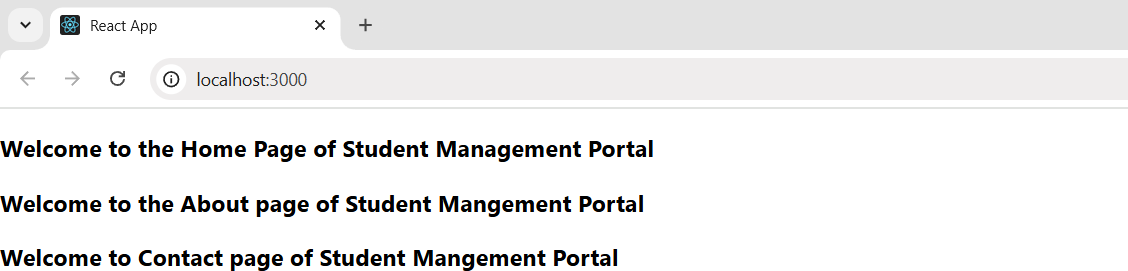 React App
localhost:3000
Welcome to the Home Page of Student Management Portal
Welcome to the About page of Student Mangement Portal
Welcome to Contact page of Student Mangement Portal